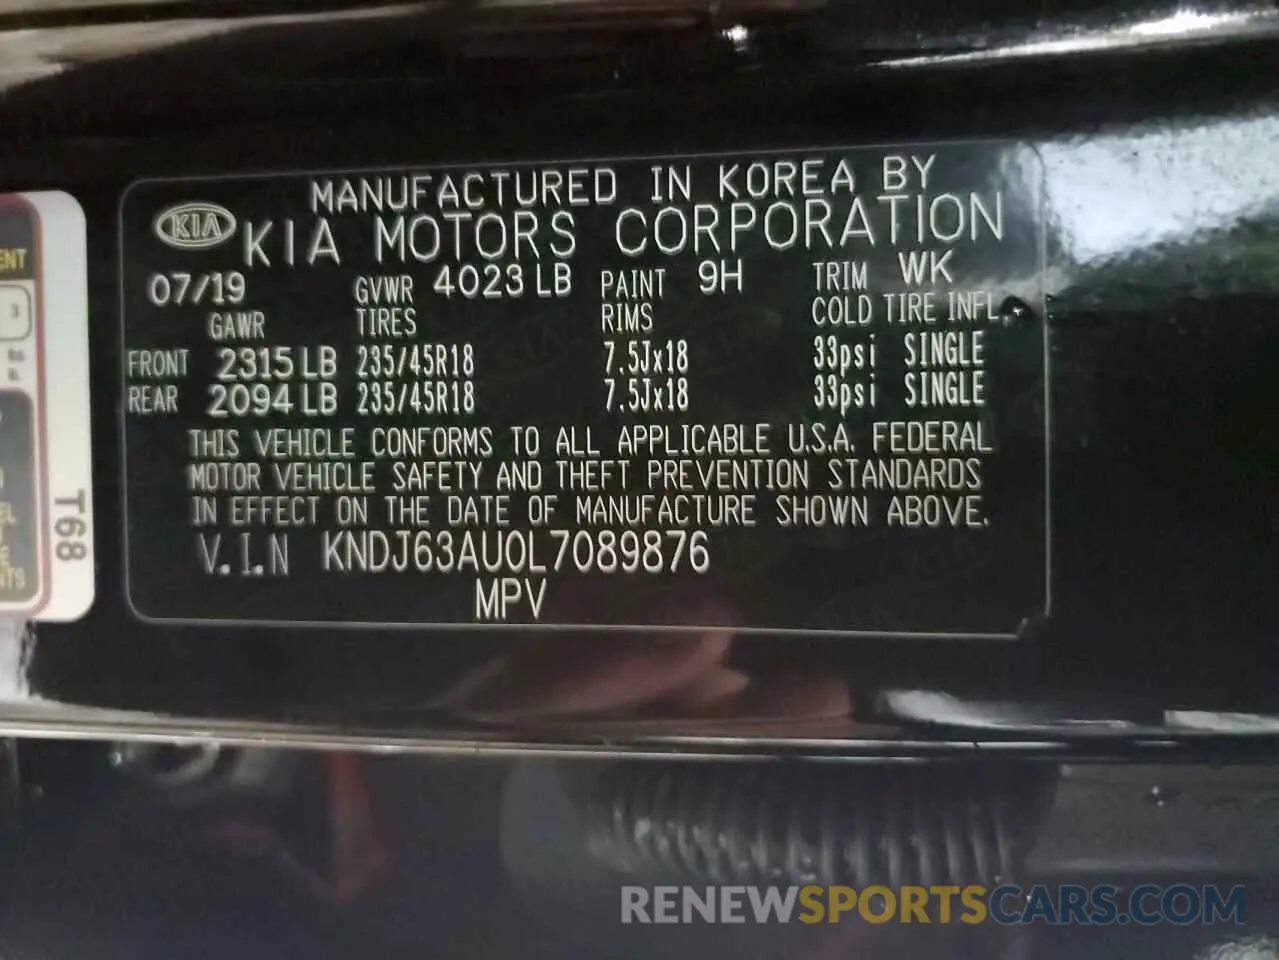 MANUFACTURED IN KOREA BY
KIA KIA MOTORS CORPORATION
07/19 GVWR 4023 LB PAINT 9H TRIM WK
GAWR TIRES RIMS COLD TIRE INFL.
FRONT 2315 LB 235/45R18 7.5Jx18 33psi SINGLE
REAR 2094 LB 235/45R18 7.5Jx18 33psi SINGLE
THIS VEHICLE CONFORMS TO ALL APPLICABLE U.S.A. FEDERAL
MOTOR VEHICLE SAFETY AND THEFT PREVENTION STANDARDS
IN EFFECT ON THE DATE OF MANUFACTURE SHOWN ABOVE.
V.I.N KNDJ63AU0L7089876
MPV
T68
3
RENEWSPORTSCARS.COM